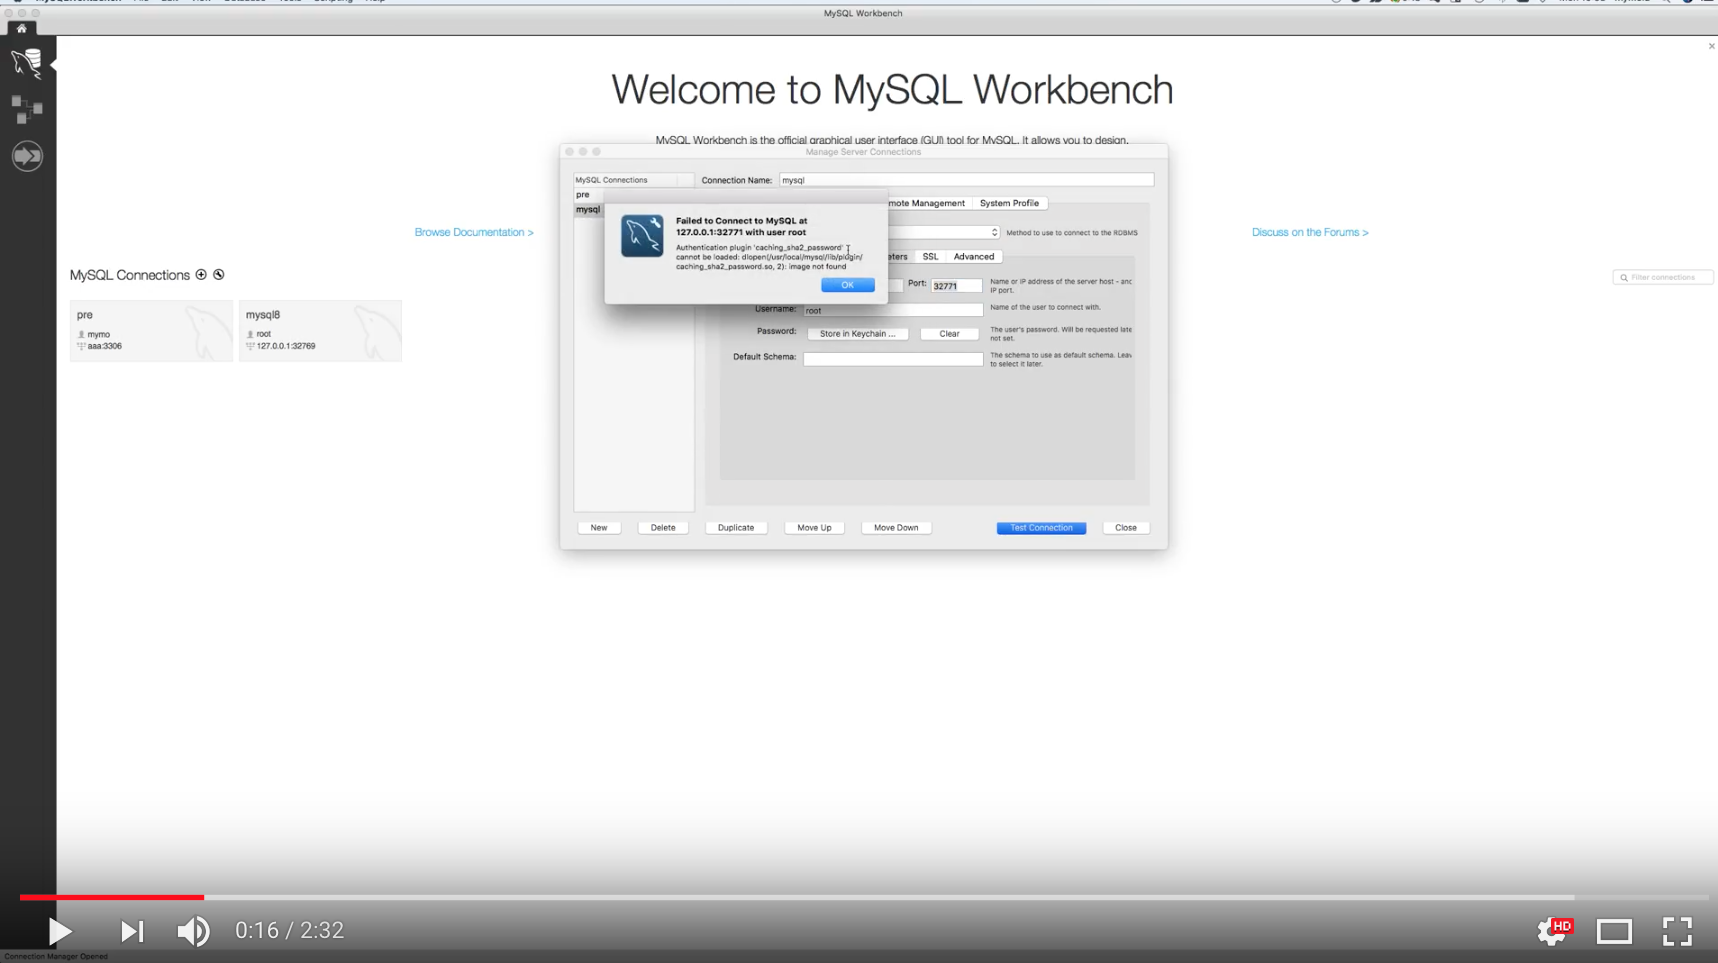 MySQL Workbench
Welcome to MySQL Workbench
MySQL Workbench is the official graphical user interface (GUI) tool for MySQL. It allows you to design,
Manage Server Connections
MySQL Connections
Connection Name:
mysql
pre
mysql
mote Management
System Profile
Failed to Connect to MySQL at
127.0.0.1:32771 with user root
Authentication plugin 'caching_sha2_password'
cannot be loaded: dlopen(/usr/local/mysql/lib/plugin/
caching_sha2_password.so, 2): image not found
OK
Method to use to connect to the RDBMS
eters
SSL
Advanced
Port:
32771
Name or IP address of the server host - and
IP port.
Username:
root
Name of the user to connect with.
Password:
Store in Keychain ...
Clear
The user's password. Will be requested late
not set.
Default Schema:
The schema to use as default schema. Leav
to select it later.
New
Delete
Duplicate
Move Up
Move Down
Test Connection
Close
Browse Documentation >
Discuss on the Forums >
MySQL Connections
Filter connections
pre
mymo
aaa:3306
mysql8
root
127.0.0.1:32769
0:16 / 2:32
HD
Connection Manager Opened